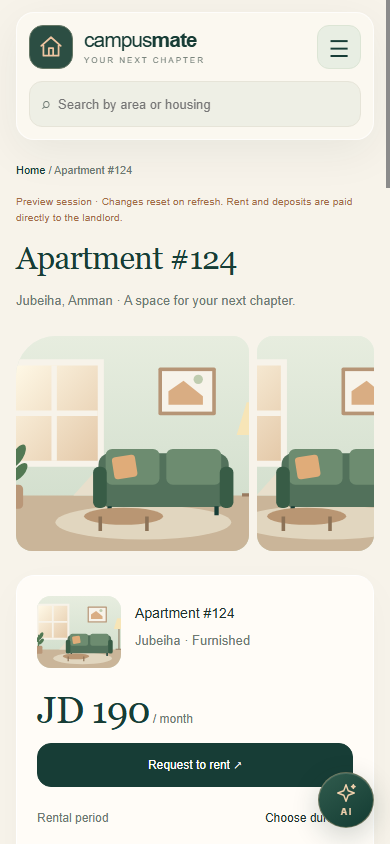 campusmate
YOUR NEXT CHAPTER
Search by area or housing
Home / Apartment #124
Preview session · Changes reset on refresh. Rent and deposits are paid
directly to the landlord.
Apartment #124
Jubeiha, Amman · A space for your next chapter.
Apartment #124
Jubeiha · Furnished
JD 190 / month
Request to rent ↗
AI
Rental period
Choose